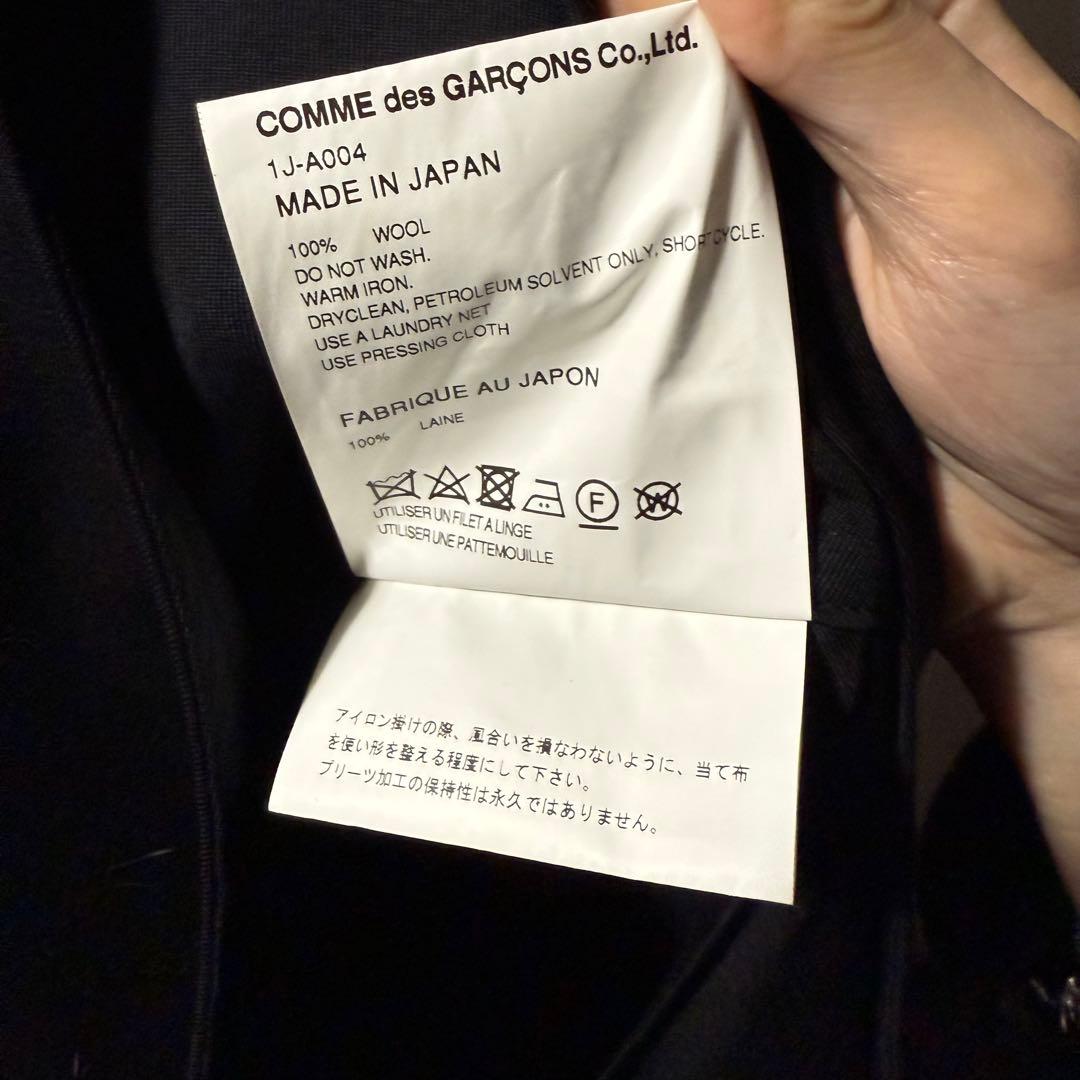 COMME des GARÇONS Co.,Ltd.
1J-A004
MADE IN JAPAN
100% WOOL
DO NOT WASH.
WARM IRON.
DRYCLEAN, PETROLEUM SOLVENT ONLY, SHORT CYCLE.
USE A LAUNDRY NET
USE PRESSING CLOTH
FABRIQUE AU JAPON
100% LAINE
F W
UTILISER UN FILET A LINGE
UTILISER UNE PATTEMOUILLE
アイロン掛けの際、風合いを損なわないように、当て布
を使い形を整える程度にして下さい。
プリーツ加工の保持性は永久ではありません。